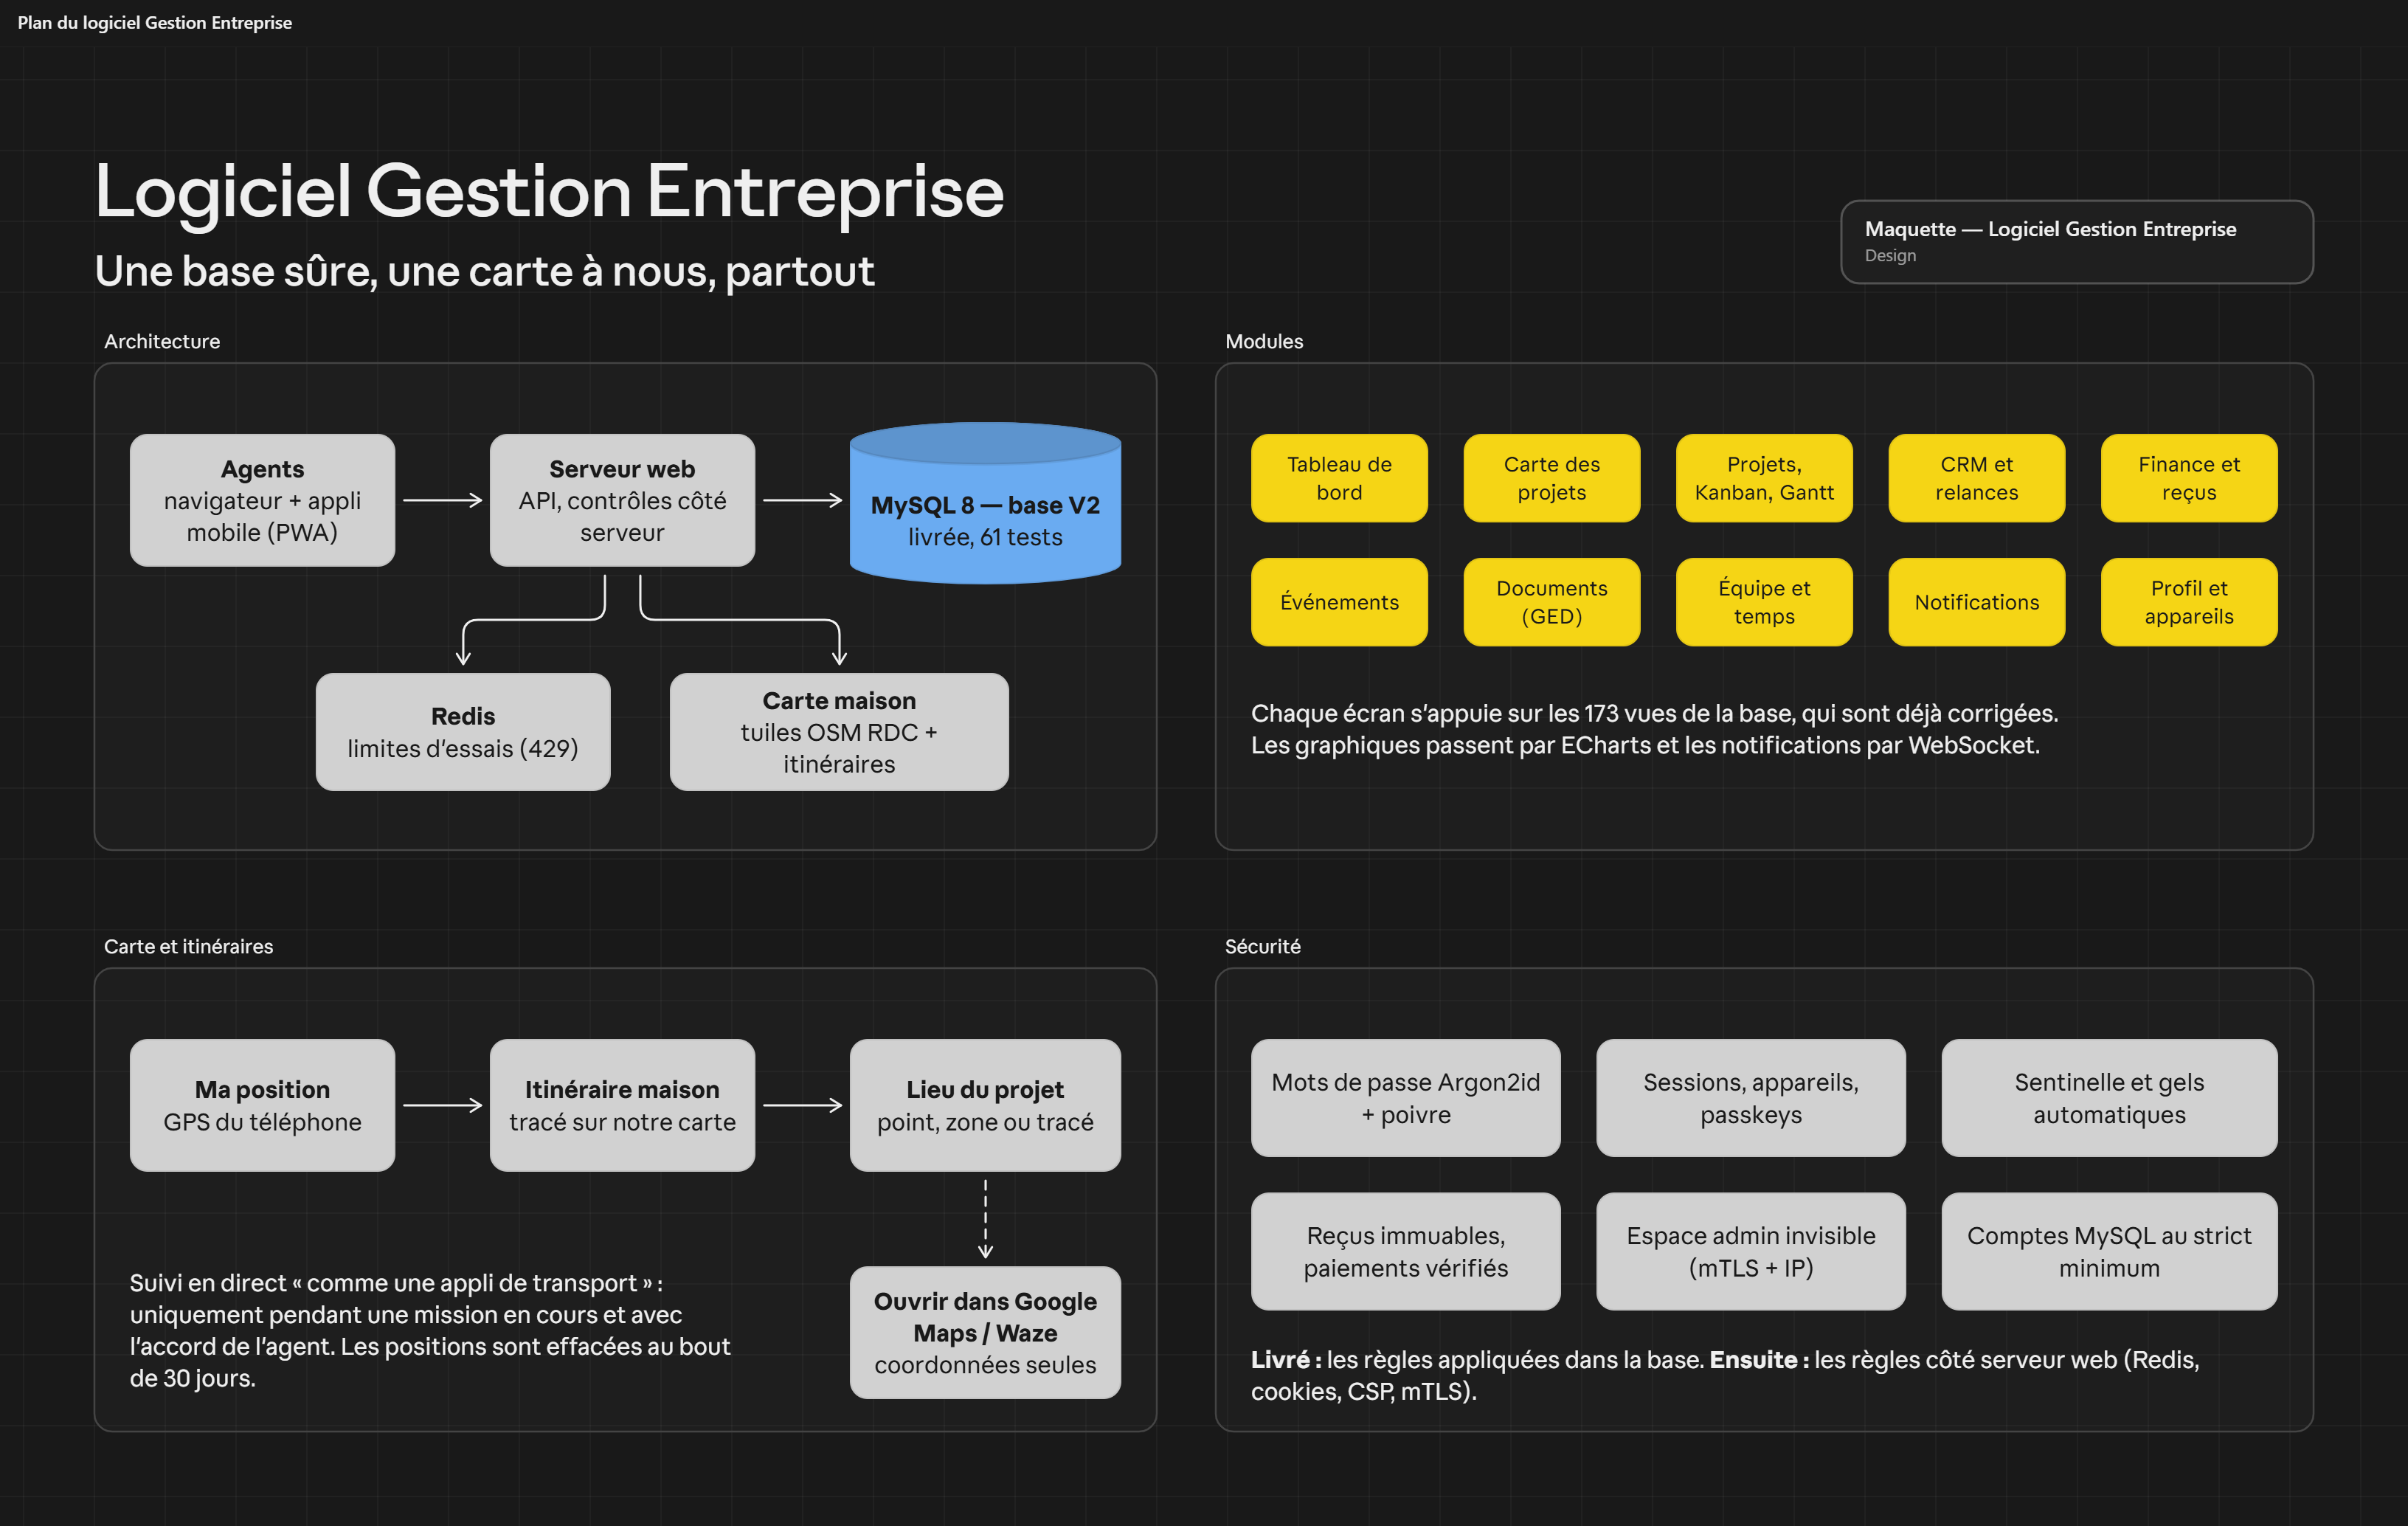 Plan du logiciel Gestion Entreprise
Logiciel Gestion Entreprise
Une base sûre, une carte à nous, partout
Maquette — Logiciel Gestion Entreprise
Design
Architecture
Agents
navigateur + appli
mobile (PWA)
Serveur web
API, contrôles côté
serveur
MySQL 8 — base V2
livrée, 61 tests
Redis
limites d'essais (429)
Carte maison
tuiles OSM RDC +
itinéraires
Modules
Tableau de
bord
Carte des
projets
Projets,
Kanban, Gantt
CRM et
relances
Finance et
reçus
Événements
Documents
(GED)
Équipe et
temps
Notifications
Profil et
appareils
Chaque écran s'appuie sur les 173 vues de la base, qui sont déjà corrigées.
Les graphiques passent par ECharts et les notifications par WebSocket.
Carte et itinéraires
Ma position
GPS du téléphone
Itinéraire maison
tracé sur notre carte
Lieu du projet
point, zone ou tracé
Suivi en direct « comme une appli de transport » :
uniquement pendant une mission en cours et avec
l'accord de l'agent. Les positions sont effacées au bout
de 30 jours.
Ouvrir dans Google
Maps / Waze
coordonnées seules
Sécurité
Mots de passe Argon2id
+ poivre
Sessions, appareils,
passkeys
Sentinelle et gels
automatiques
Reçus immuables,
paiements vérifiés
Espace admin invisible
(mTLS + IP)
Comptes MySQL au strict
minimum
Livré : les règles appliquées dans la base. Ensuite : les règles côté serveur web (Redis,
cookies, CSP, mTLS).